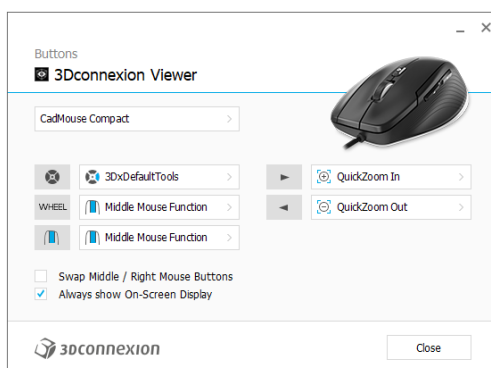 Buttons
3Dconnexion Viewer
CadMouse Compact
3DxDefaultTools
QuickZoom In
WHEEL
Middle Mouse Function
QuickZoom Out
Middle Mouse Function
Swap Middle / Right Mouse Buttons
Always show On-Screen Display
3Dconnexion
Close